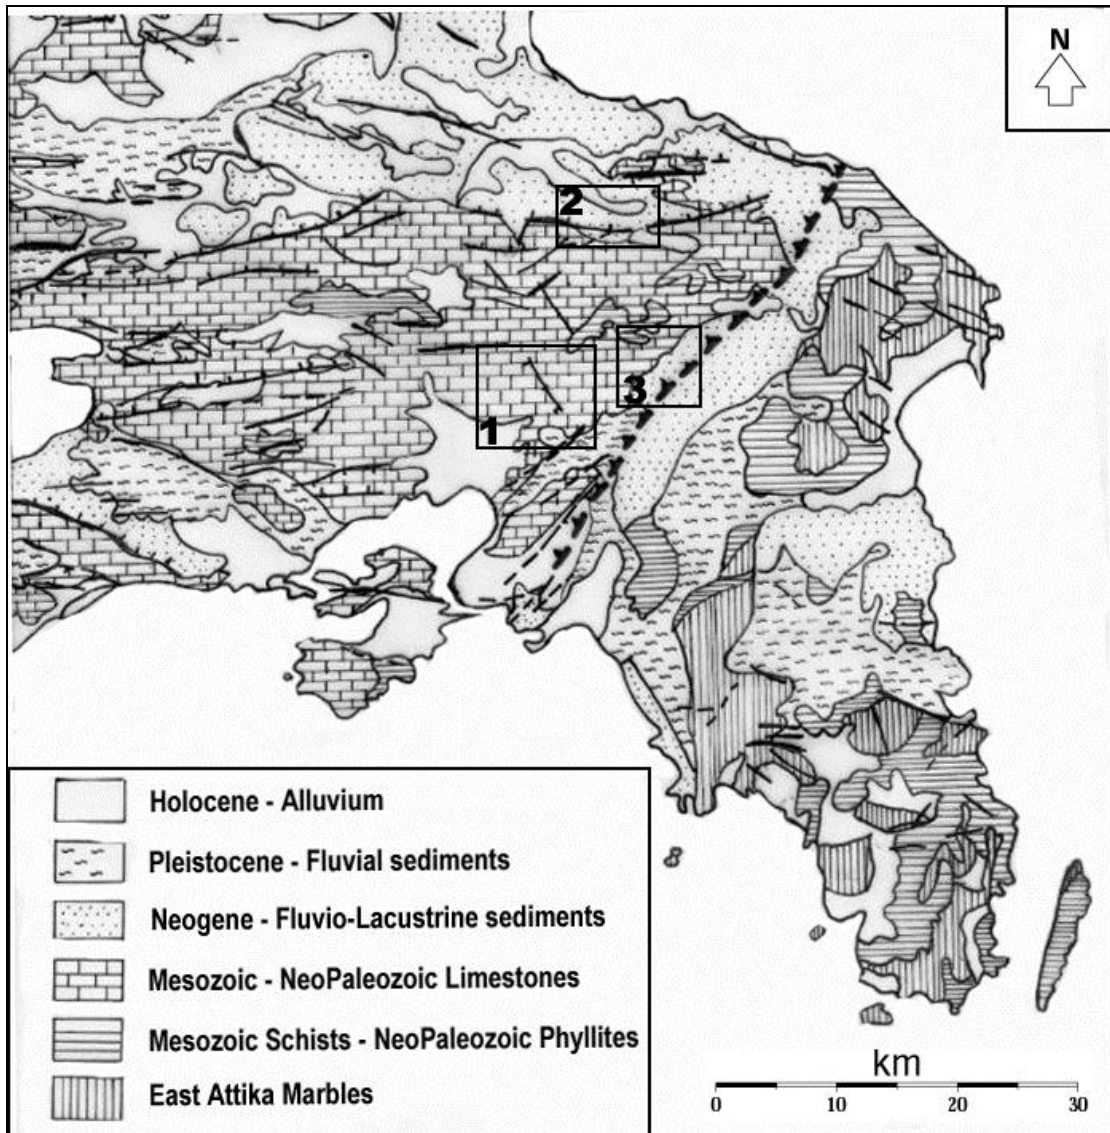 N
2
3
1
Holocene - Alluvium
Pleistocene - Fluvial sediments
Neogene - Fluvio-Lacustrine sediments
Mesozoic - NeoPaleozoic Limestones
Mesozoic Schists - NeoPaleozoic Phyllites
East Attika Marbles
km
0 10 20 30